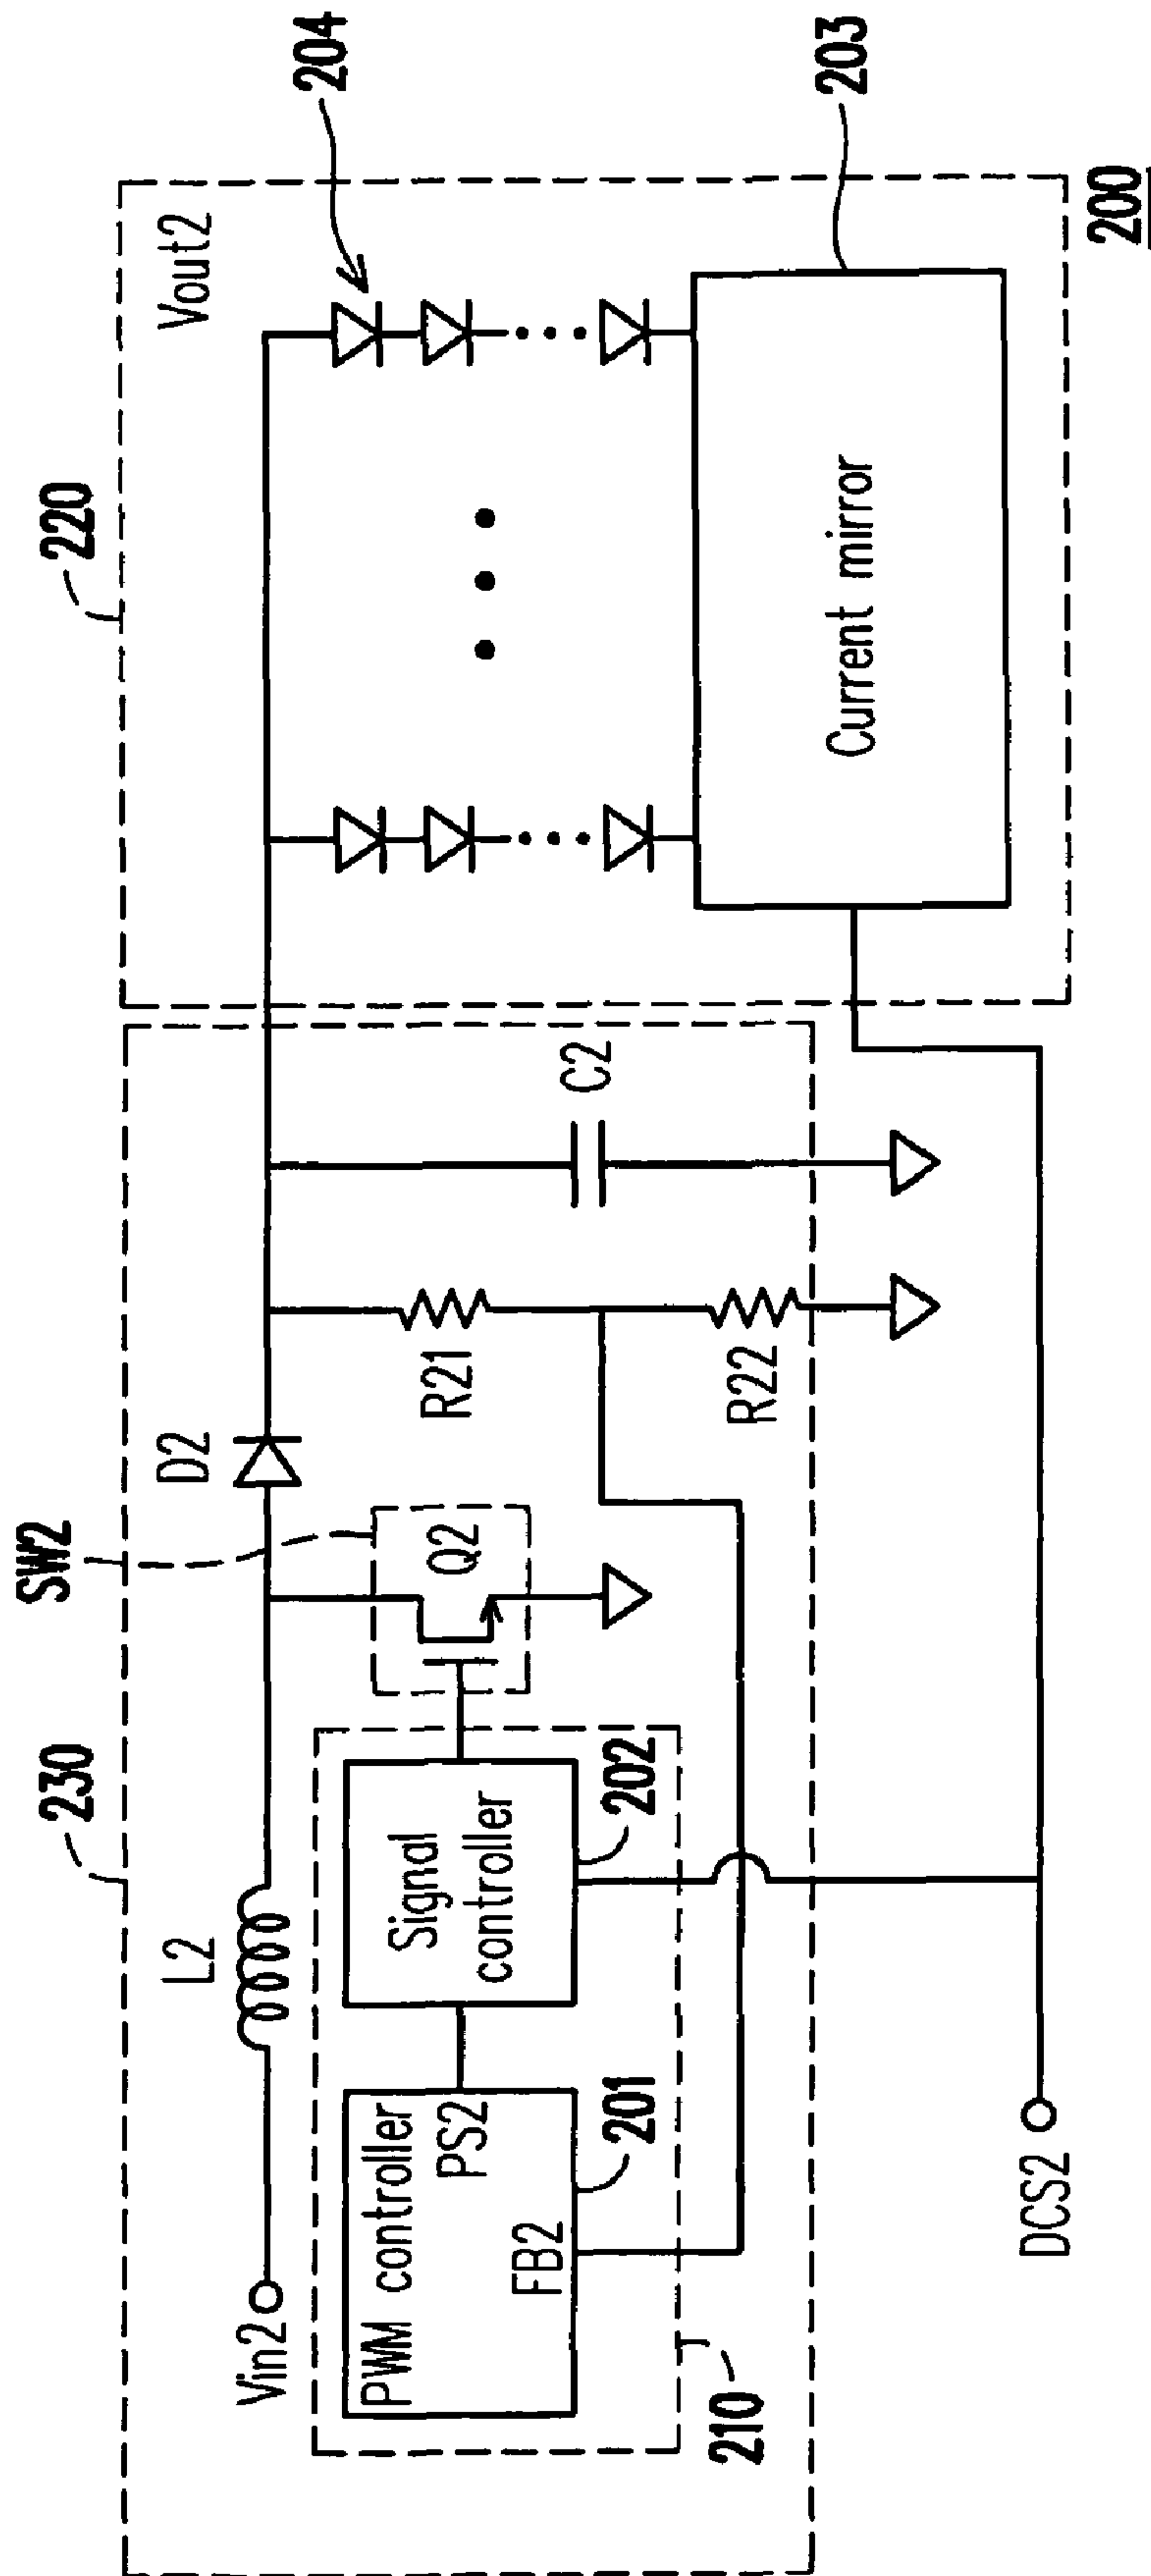 SW2
230
220
L2
D2
Vout2
204
Vin2
PWM controller
PS2
FB2
Signal
controller
Q2
R21
C2
201
202
210
R22
Current mirror
203
DCS2
200